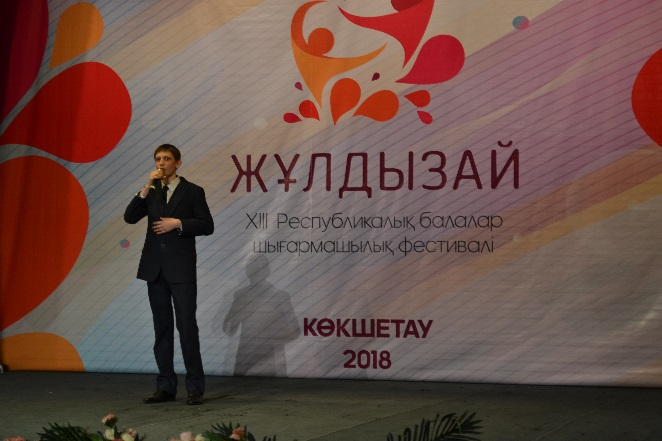 ЖҰЛДЫЗАЙ
XIII Республикалық балалар
шығармашылық фестивалі
КӨКШЕТАУ
2018